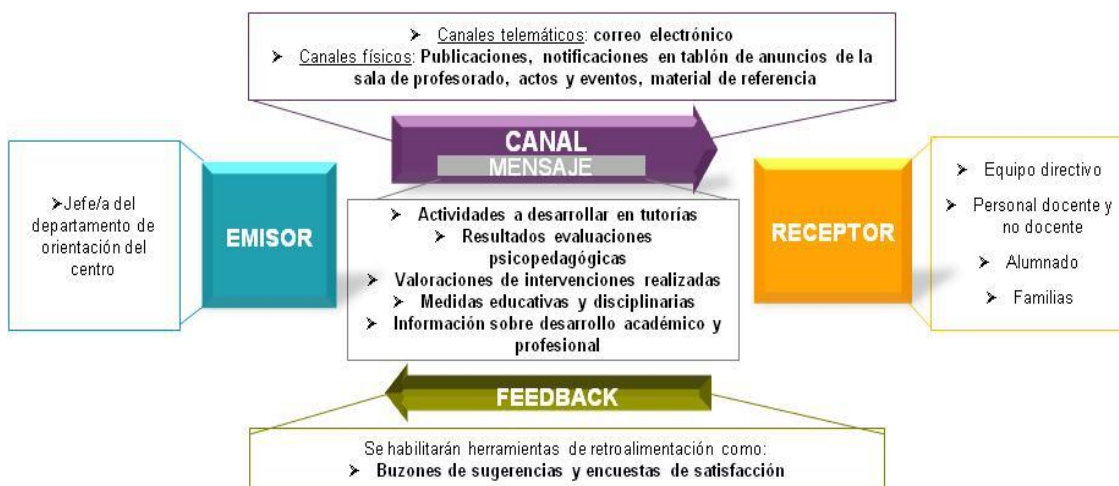 ➤ Canales telemáticos: correo electrónico
➤ Canales físicos: Publicaciones, notificaciones en tablón de anuncios de la
sala de profesorado, actos y eventos, material de referencia
CANAL
MENSAJE
➤Jefe/a del
departamento de
orientación del
centro
EMISOR
➤ Actividades a desarrollar en tutorías
➤ Resultados evaluaciones
psicopedagógicas
➤ Valoraciones de intervenciones realizadas
➤ Medidas educativas y disciplinarias
➤ Información sobre desarrollo académico y
profesional
RECEPTOR
➤ Equipo directivo
➤ Personal docente y
no docente
➤ Alumnado
➤ Familias
FEEDBACK
Se habilitarán herramientas de retroalimentación como:
➤ Buzones de sugerencias y encuestas de satisfacción